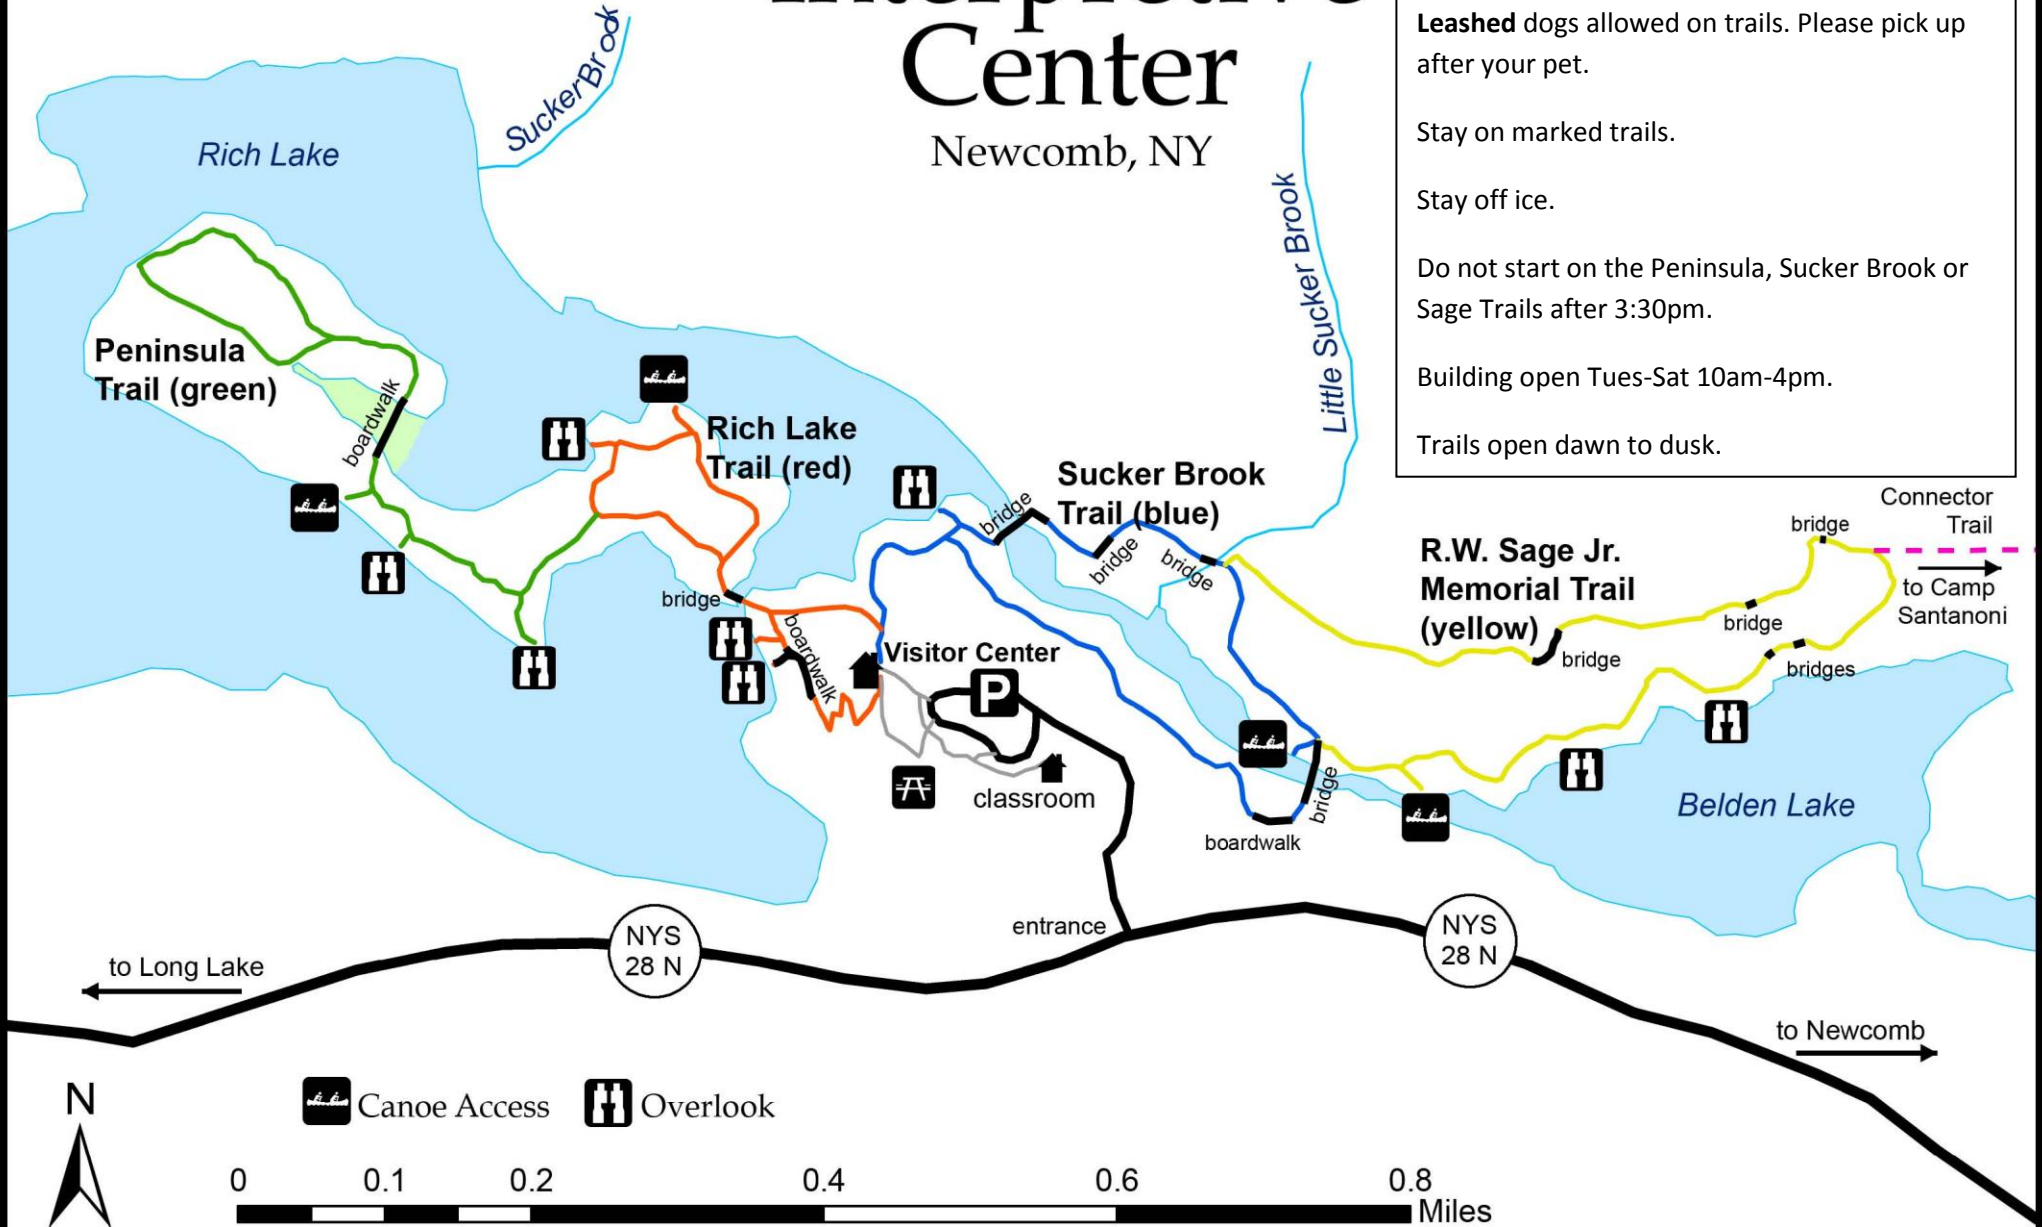 Interpretive
Center
Newcomb, NY
Leashed dogs allowed on trails. Please pick up
after your pet.
Stay on marked trails.
Stay off ice.
Do not start on the Peninsula, Sucker Brook or
Sage Trails after 3:30pm.
Building open Tues-Sat 10am-4pm.
Trails open dawn to dusk.
Sucker Brook
Rich Lake
Little Sucker Brook
Peninsula
Trail (green)
boardwalk
Rich Lake
Trail (red)
Sucker Brook
Trail (blue)
bridge
bridge
bridge
R.W. Sage Jr.
Memorial Trail
(yellow)
bridge
Connector
Trail
to Camp
Santanoni
bridge
bridge
bridges
bridge
boardwalk
Visitor Center
P
classroom
bridge
boardwalk
Belden Lake
entrance
NYS
28 N
NYS
28 N
to Long Lake
to Newcomb
N
Canoe Access
Overlook
0 0.1 0.2 0.4 0.6 0.8
Miles